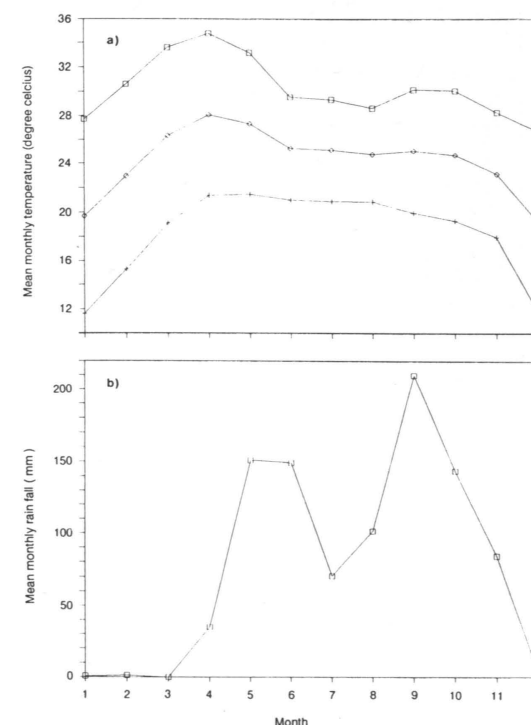 Mean monthly temperature (degree celcius)
36
32
28
24
20
16
12
a)
Mean monthly rain fall ( mm )
200
150
100
50
0
b)
1 2 3 4 5 6 7 8 9 10 11
Month